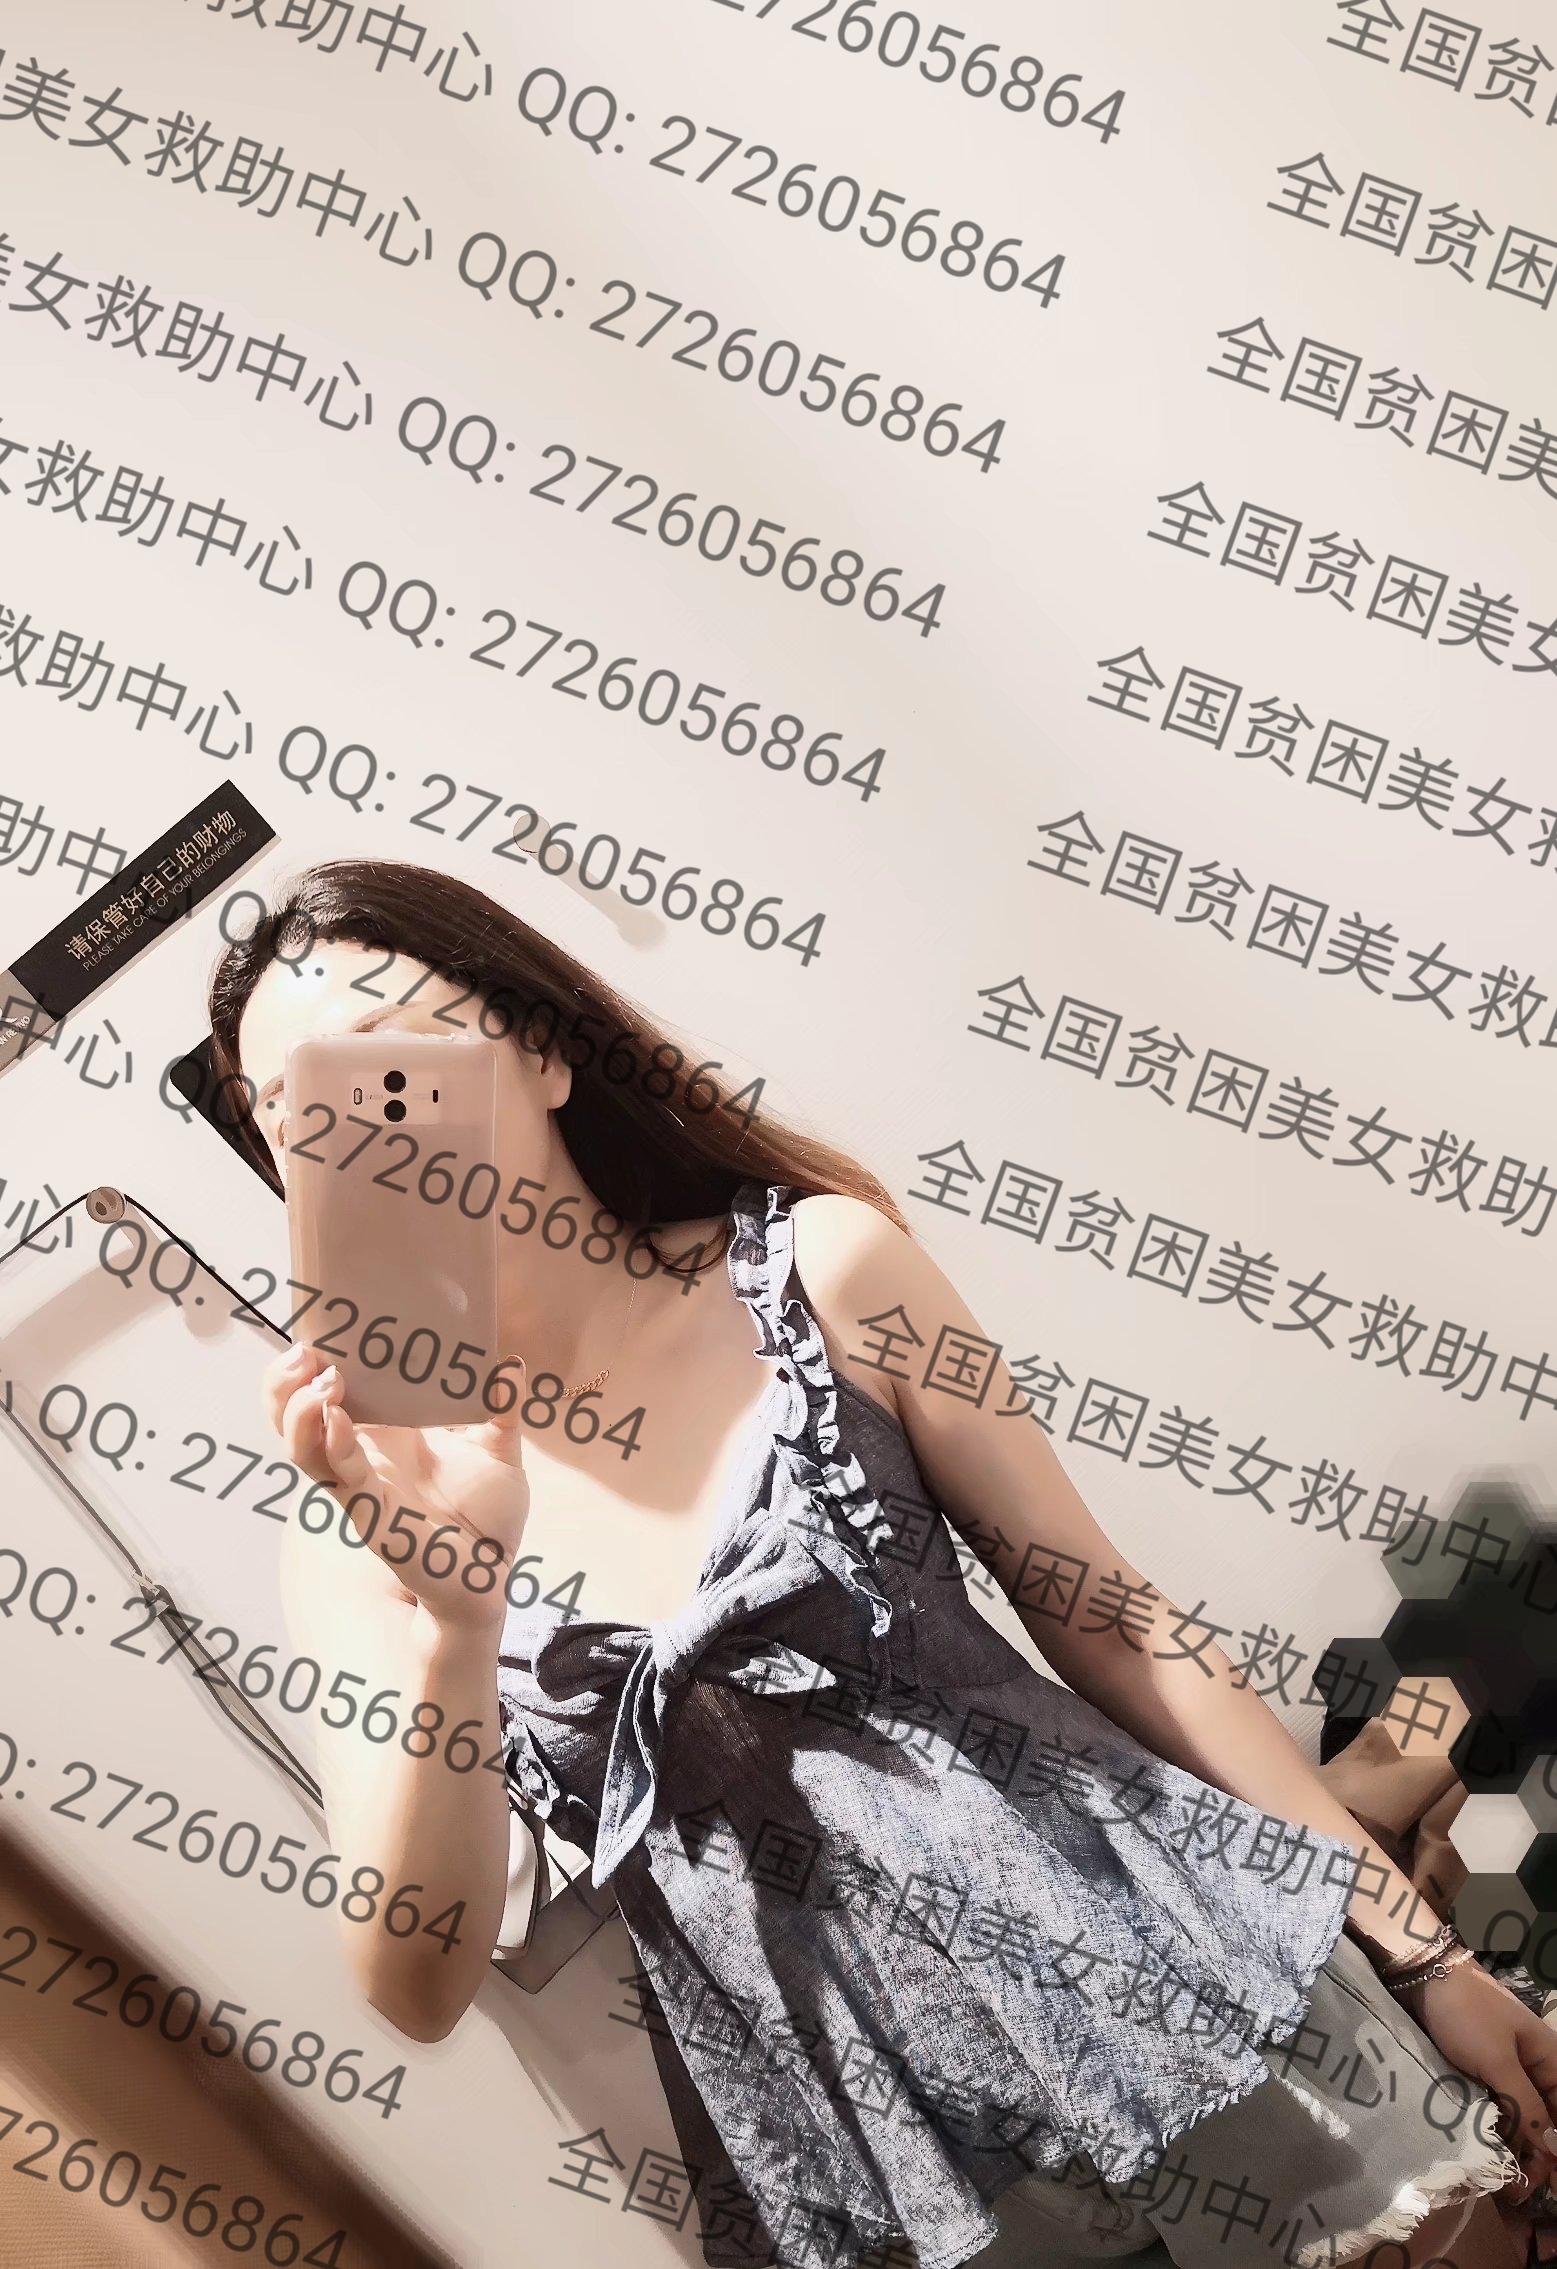 救助中心 QQ: 2726056864
美女救助中心 QQ: 2726056864
美女救助中心 QQ: 2726056864
女救助中心 QQ: 2726056864
救助中心 QQ: 2726056864
助中心 QQ: 2726056864
中心 QQ: 2726056864
心 QQ: 2726056864
QQ: 2726056864
QQ: 2726056864
Q: 2726056864
2726056864
726056864
2726056864
全国贫
全国贫困
全国贫困美
全国贫困美女
全国贫困美女救
全国贫困美女救
全国贫困美女救助
全国贫困美女救助中
全国贫困美女救助中心
全国贫困美女救助中心 Q
全国贫困美女救助中心 QQ
全国贫困美女救助中心 QQ:
全国贫困美女救助中心 QQ
全国贫困美
请保管好自己的财物
PLEASE TAKE CARE OF YOUR BELONGINGS